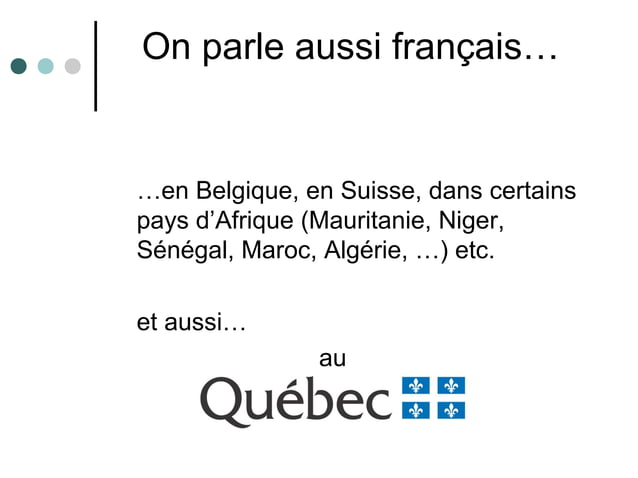 On parle aussi français…
…en Belgique, en Suisse, dans certains
pays d’Afrique (Mauritanie, Niger,
Sénégal, Maroc, Algérie, …) etc.
et aussi…
au
Québec